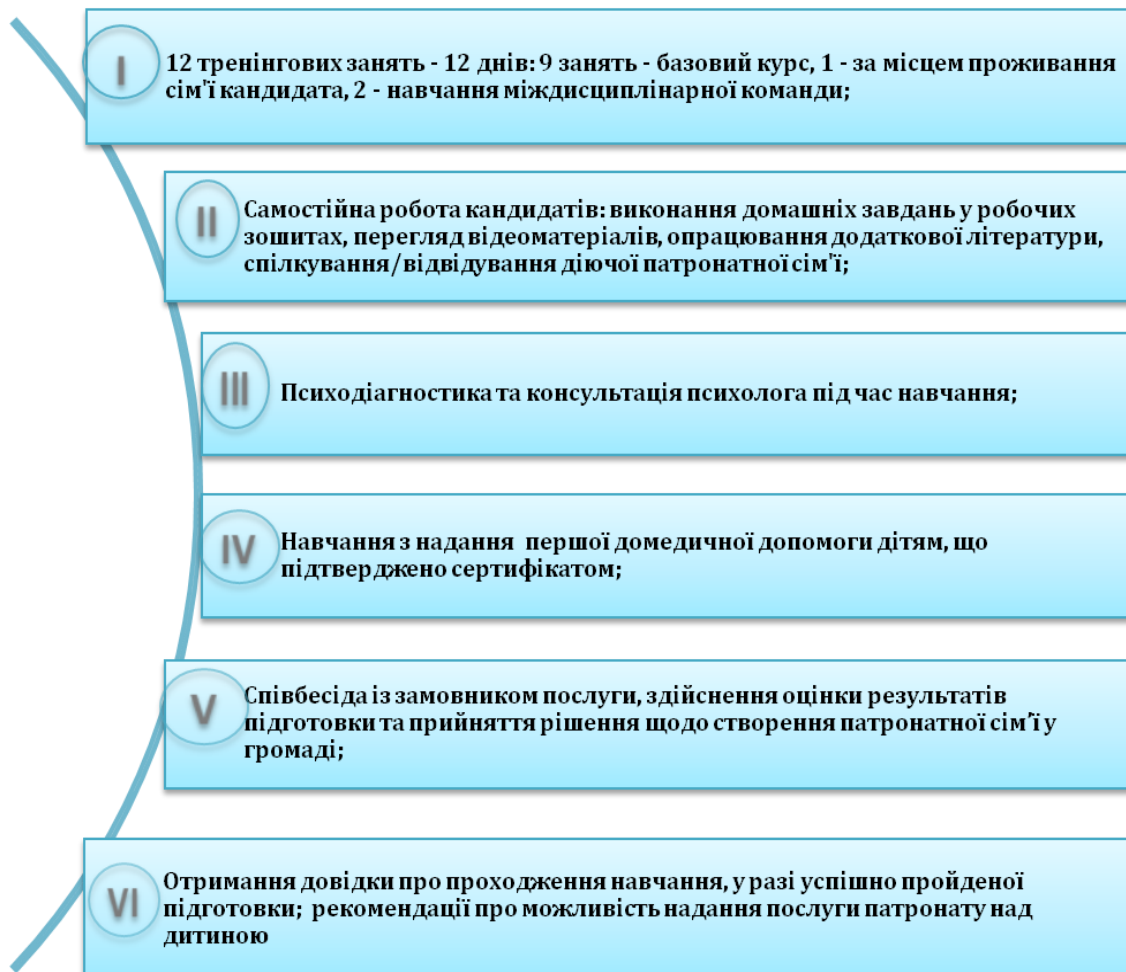 I
12 тренінгових занять - 12 днів: 9 занять - базовий курс, 1 - за місцем проживання
сім'ї кандидата, 2 - навчання міждисциплінарної команди;
II
Самостійна робота кандидатів: виконання домашніх завдань у робочих
зошитах, перегляд відеоматеріалів, опрацювання додаткової літератури,
спілкування/відвідування діючої патронатної сім'ї;
III
Психодіагностика та консультація психолога під час навчання;
IV
Навчання з надання першої домедичної допомоги дітям, що
підтверджено сертифікатом;
V
Співбесіда із замовником послуги, здійснення оцінки результатів
підготовки та прийняття рішення щодо створення патронатної сім'ї у
громаді;
VI
Отримання довідки про проходження навчання, у разі успішно пройденої
підготовки; рекомендації про можливість надання послуги патронату над
дитиною